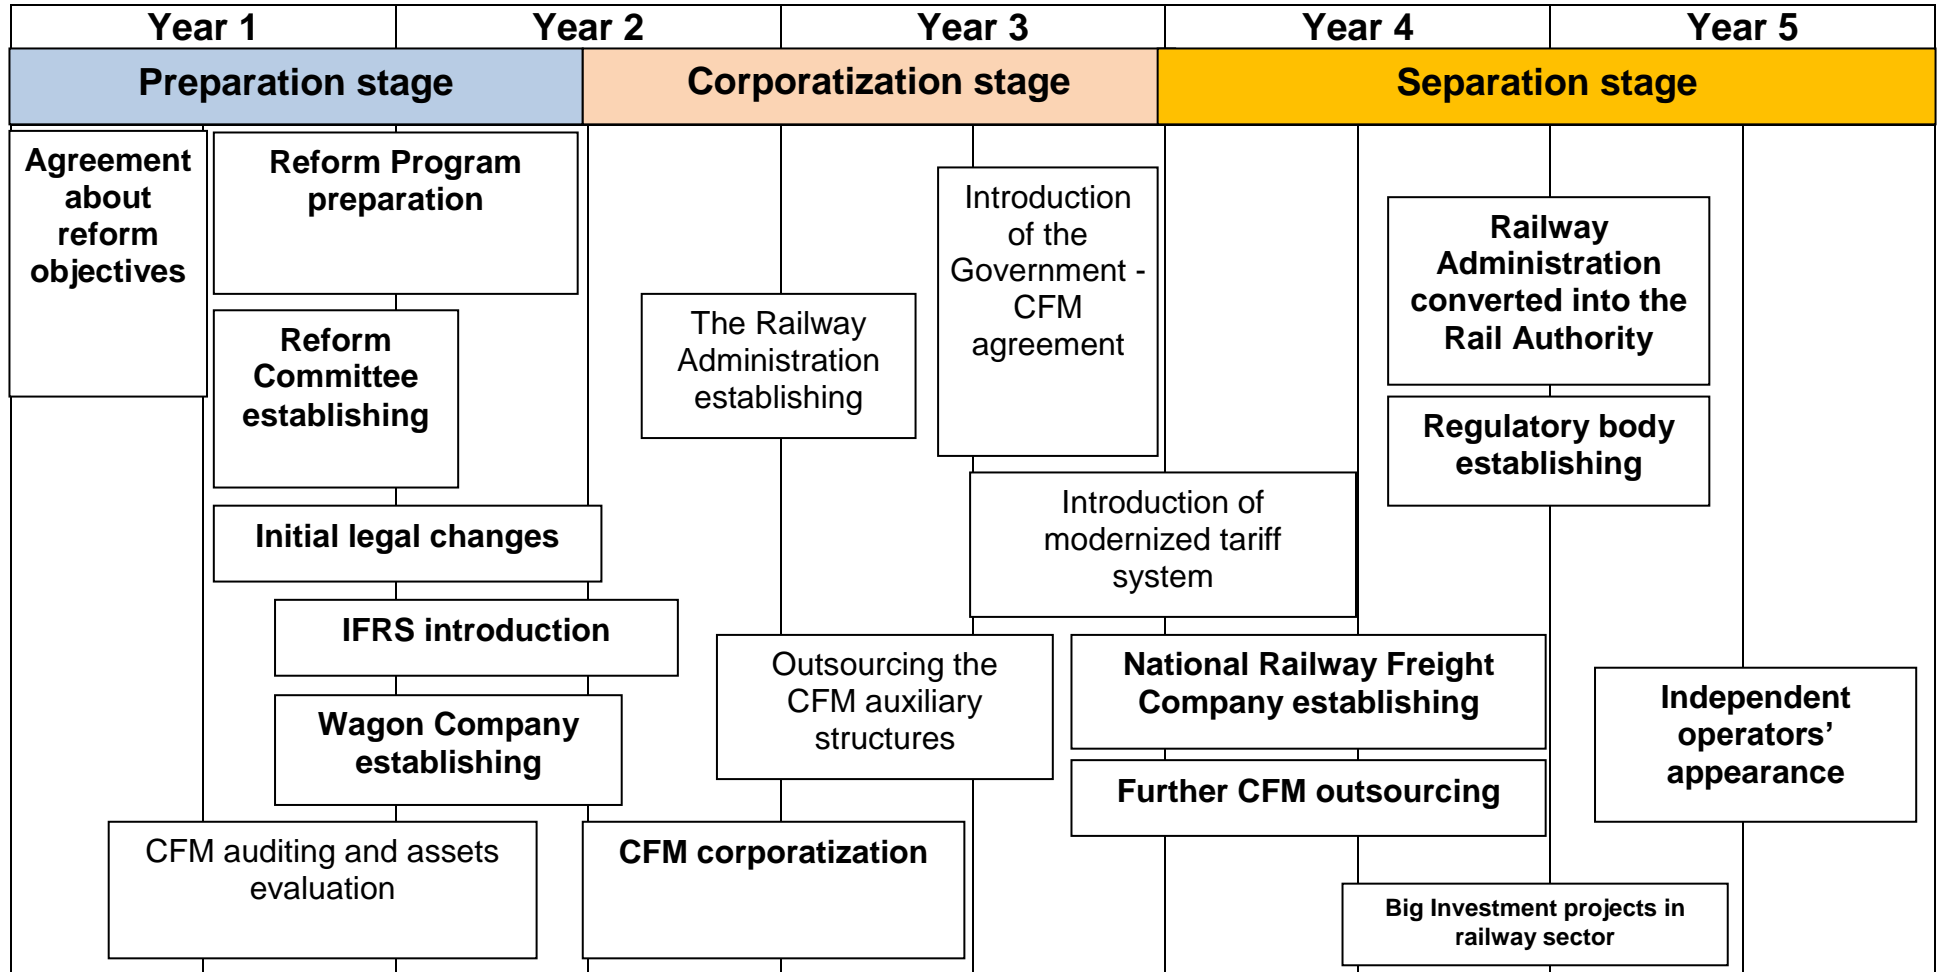 Year 1
Year 2
Year 3
Year 4
Year 5
Preparation stage
Corporatization stage
Separation stage
Agreement
about
reform
objectives
Reform Program
preparation
Reform
Committee
establishing
Initial legal changes
IFRS introduction
Wagon Company
establishing
CFM auditing and assets
evaluation
The Railway
Administration
establishing
Outsourcing the
CFM auxiliary
structures
CFM corporatization
Introduction
of the
Government -
CFM
agreement
Introduction of
modernized tariff
system
National Railway Freight
Company establishing
Further CFM outsourcing
Railway
Administration
converted into the
Rail Authority
Regulatory body
establishing
Independent
operators’
appearance
Big Investment projects in
railway sector